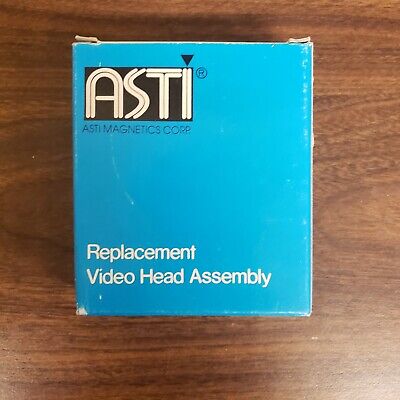 ASTI®
ASTI MAGNETICS CORP.
Replacement
Video Head Assembly